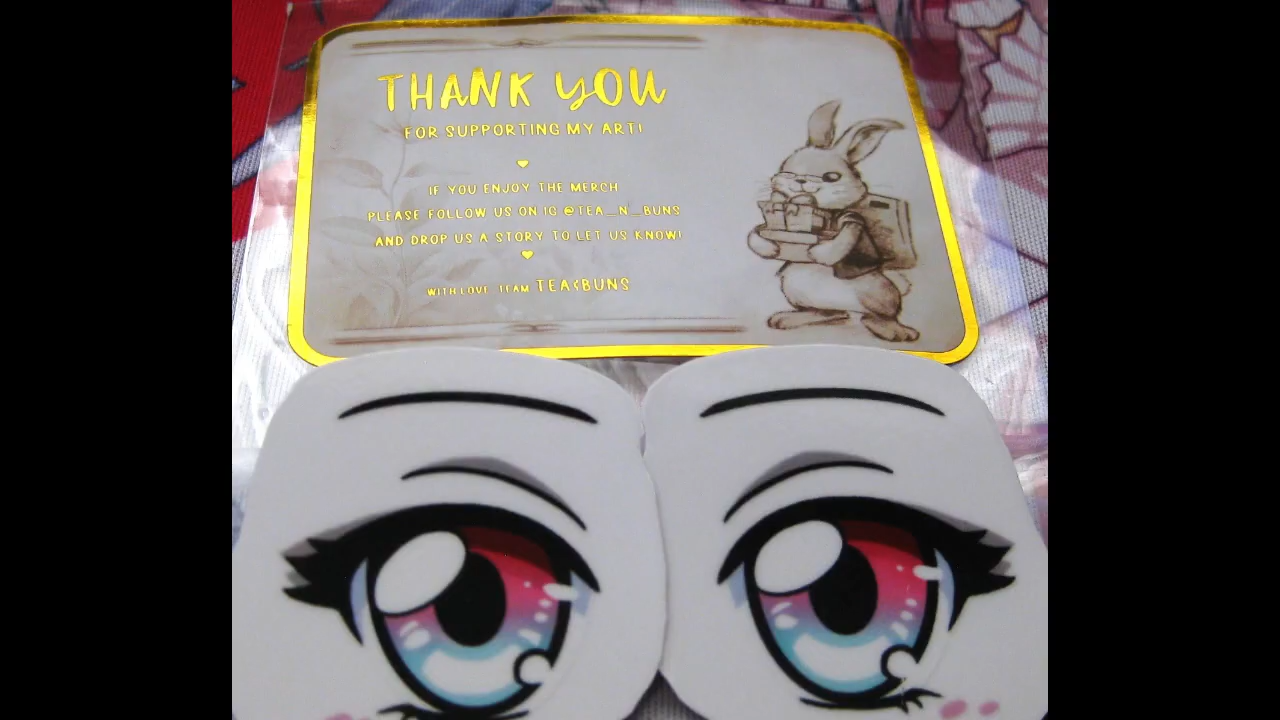 THANK YOU
FOR SUPPORTING MY ART!
IF YOU ENJOY THE MERCH
PLEASE FOLLOW US ON IG @TEA_N_BUNS
AND DROP US A STORY TO LET US KNOW!
WITH LOVE, TEAM TEA&BUNS